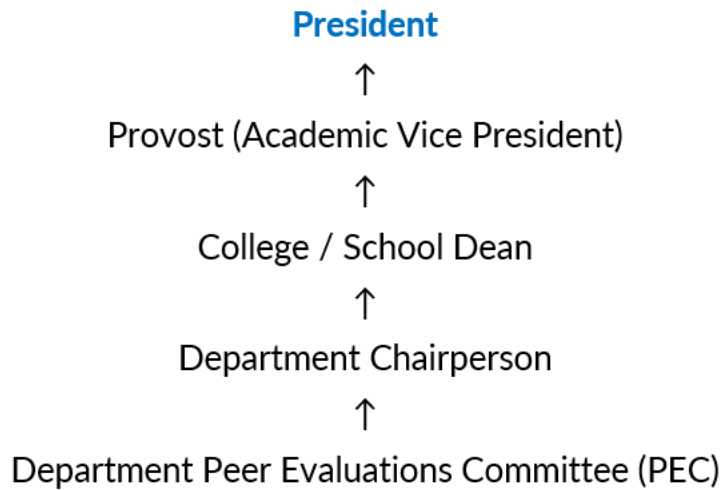 President
↑
Provost (Academic Vice President)
↑
College / School Dean
↑
Department Chairperson
↑
Department Peer Evaluations Committee (PEC)